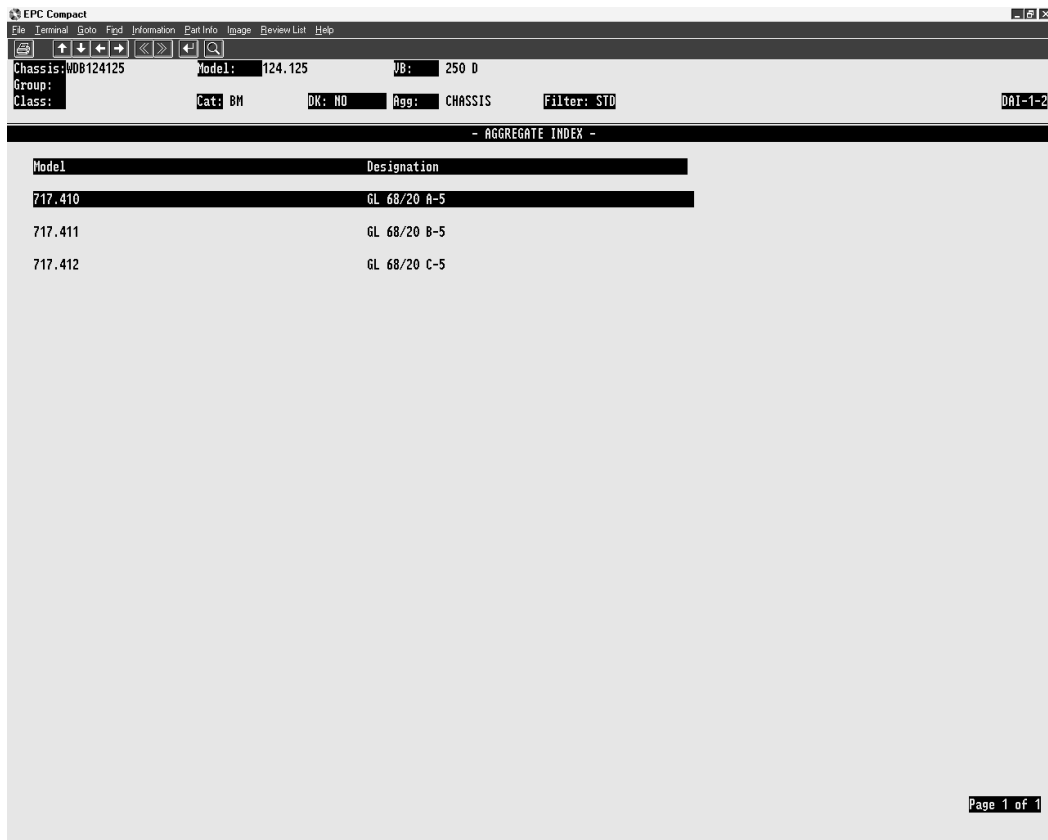 EPC Compact
File Terminal Goto Find Information Part Info Image Review List Help
Chassis:WDB124125 Model: 124.125 VB: 250 D
Group:
Class: Cat: BM DK: NO Agg: CHASSIS Filter: STD DAI-1-2
- AGGREGATE INDEX -
Model Designation
717.410 GL 68/20 A-5
717.411 GL 68/20 B-5
717.412 GL 68/20 C-5
Page 1 of 1